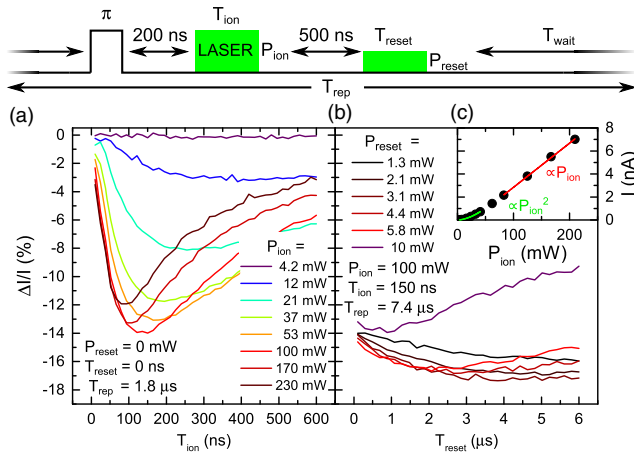 π
200 ns
T_ion
LASER
P_ion
500 ns
T_reset
P_reset
T_wait
T_rep
(a)
0
-2
-4
-6
-8
-10
-12
-14
-16
-18
ΔI/I (%)
P_ion =
4.2 mW
12 mW
21 mW
37 mW
53 mW
100 mW
170 mW
230 mW
P_reset = 0 mW
T_reset = 0 ns
T_rep = 1.8 μs
0 100 200 300 400 500 600
T_ion (ns)
(b)
P_reset =
1.3 mW
2.1 mW
3.1 mW
4.4 mW
5.8 mW
10 mW
P_ion = 100 mW
T_ion = 150 ns
T_rep = 7.4 μs
0 1 2 3 4 5 6
T_reset (μs)
(c)
8
6
4
2
0
I (nA)
∝P_ion
∝P_ion²
0 100 200
P_ion (mW)